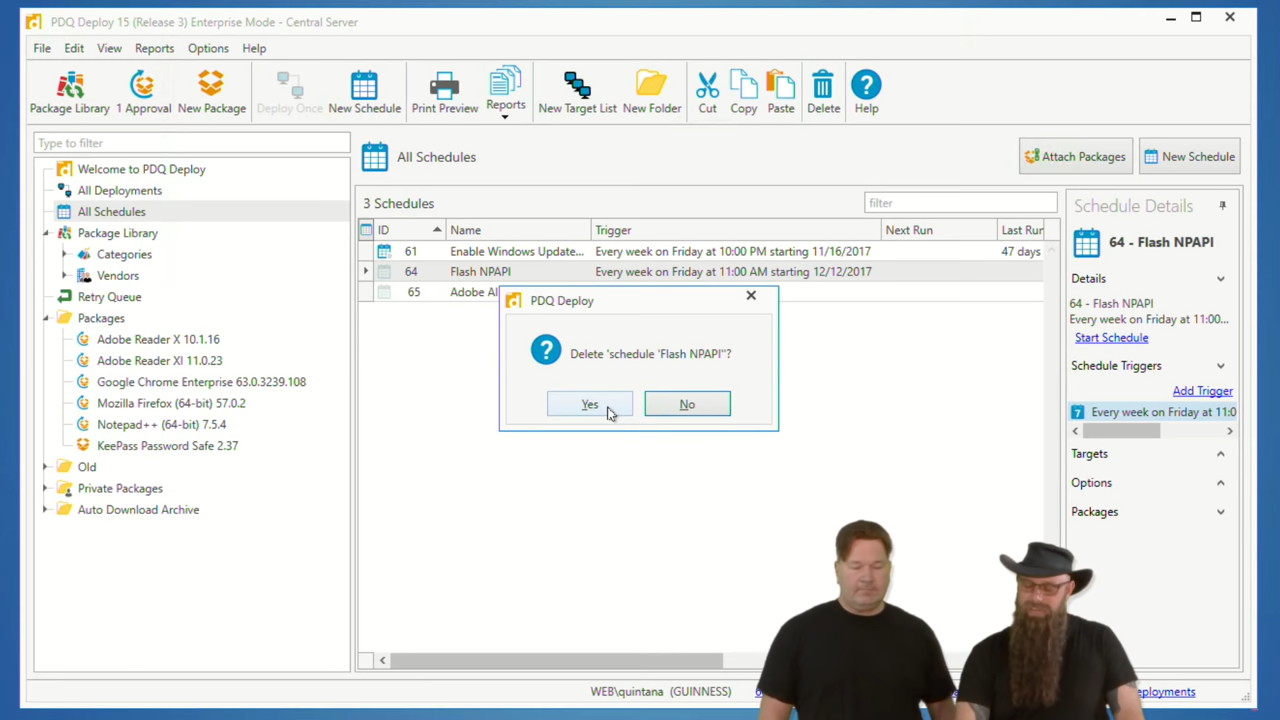 PDQ Deploy 15 (Release 3) Enterprise Mode - Central Server
File Edit View Reports Options Help
Package Library 1 Approval New Package Deploy Once New Schedule Print Preview Reports New Target List New Folder Cut Copy Paste Delete Help
Type to filter
Welcome to PDQ Deploy
All Deployments
All Schedules
Package Library
Categories
Vendors
Retry Queue
Packages
Adobe Reader X 10.1.16
Adobe Reader XI 11.0.23
Google Chrome Enterprise 63.0.3239.108
Mozilla Firefox (64-bit) 57.0.2
Notepad++ (64-bit) 7.5.4
KeePass Password Safe 2.37
Old
Private Packages
Auto Download Archive
All Schedules
Attach Packages New Schedule
3 Schedules
filter
ID Name Trigger Next Run Last Run
61 Enable Windows Update... Every week on Friday at 10:00 PM starting 11/16/2017 47 days
64 Flash NPAPI Every week on Friday at 11:00 AM starting 12/12/2017
65 Adobe AI
PDQ Deploy
Delete 'schedule 'Flash NPAPI''?
Yes No
Schedule Details
64 - Flash NPAPI
Details
64 - Flash NPAPI
Every week on Friday at 11:00...
Start Schedule
Schedule Triggers
Add Trigger
7 Every week on Friday at 11:0
Targets
Options
Packages
WEB\quintana (GUINNESS)
eployments